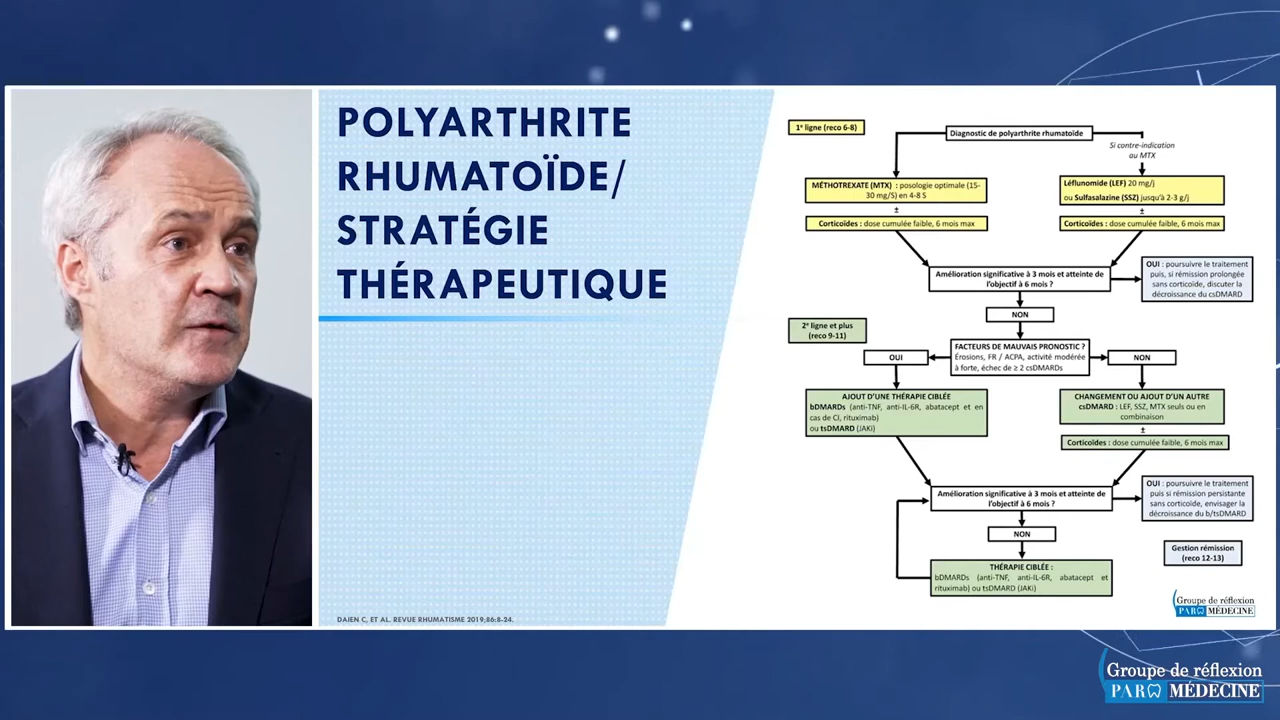 POLYARTHRITE
RHUMATOÏDE/
STRATÉGIE
THÉRAPEUTIQUE
DAIEN C, ET AL. REVUE RHUMATISME 2019;86:8-24.
1e ligne (reco 6-8)
Diagnostic de polyarthrite rhumatoïde
Si contre-indication
au MTX
MÉTHOTREXATE (MTX) : posologie optimale (15-
30 mg/S) en 4-8 S
Léflunomide (LEF) 20 mg/j
ou Sulfasalazine (SSZ) jusqu'à 2-3 g/j
±
±
Corticoïdes : dose cumulée faible, 6 mois max
Corticoïdes : dose cumulée faible, 6 mois max
Amélioration significative à 3 mois et atteinte de
l'objectif à 6 mois ?
OUI : poursuivre le traitement
puis, si rémission prolongée
sans corticoïde, discuter la
décroissance du csDMARD
NON
2e ligne et plus
(reco 9-11)
FACTEURS DE MAUVAIS PRONOSTIC ?
Érosions, FR / ACPA, activité modérée
à forte, échec de ≥ 2 csDMARDs
OUI
NON
AJOUT D'UNE THÉRAPIE CIBLÉE
bDMARDs (anti-TNF, anti-IL-6R, abatacept et en
cas de CI, rituximab)
ou tsDMARD (JAKi)
CHANGEMENT OU AJOUT D'UN AUTRE
csDMARD : LEF, SSZ, MTX seuls ou en
combinaison
±
Corticoïdes : dose cumulée faible, 6 mois max
Amélioration significative à 3 mois et atteinte de
l'objectif à 6 mois ?
OUI : poursuivre le traitement
puis si rémission persistante
sans corticoïde, envisager la
décroissance du b/tsDMARD
NON
Gestion rémission
(reco 12-13)
THÉRAPIE CIBLÉE :
bDMARDs (anti-TNF, anti-IL-6R, abatacept et
rituximab) ou tsDMARD (JAKi)
Groupe de réflexion
PARO MÉDECINE
Groupe de réflexion
PARO MÉDECINE